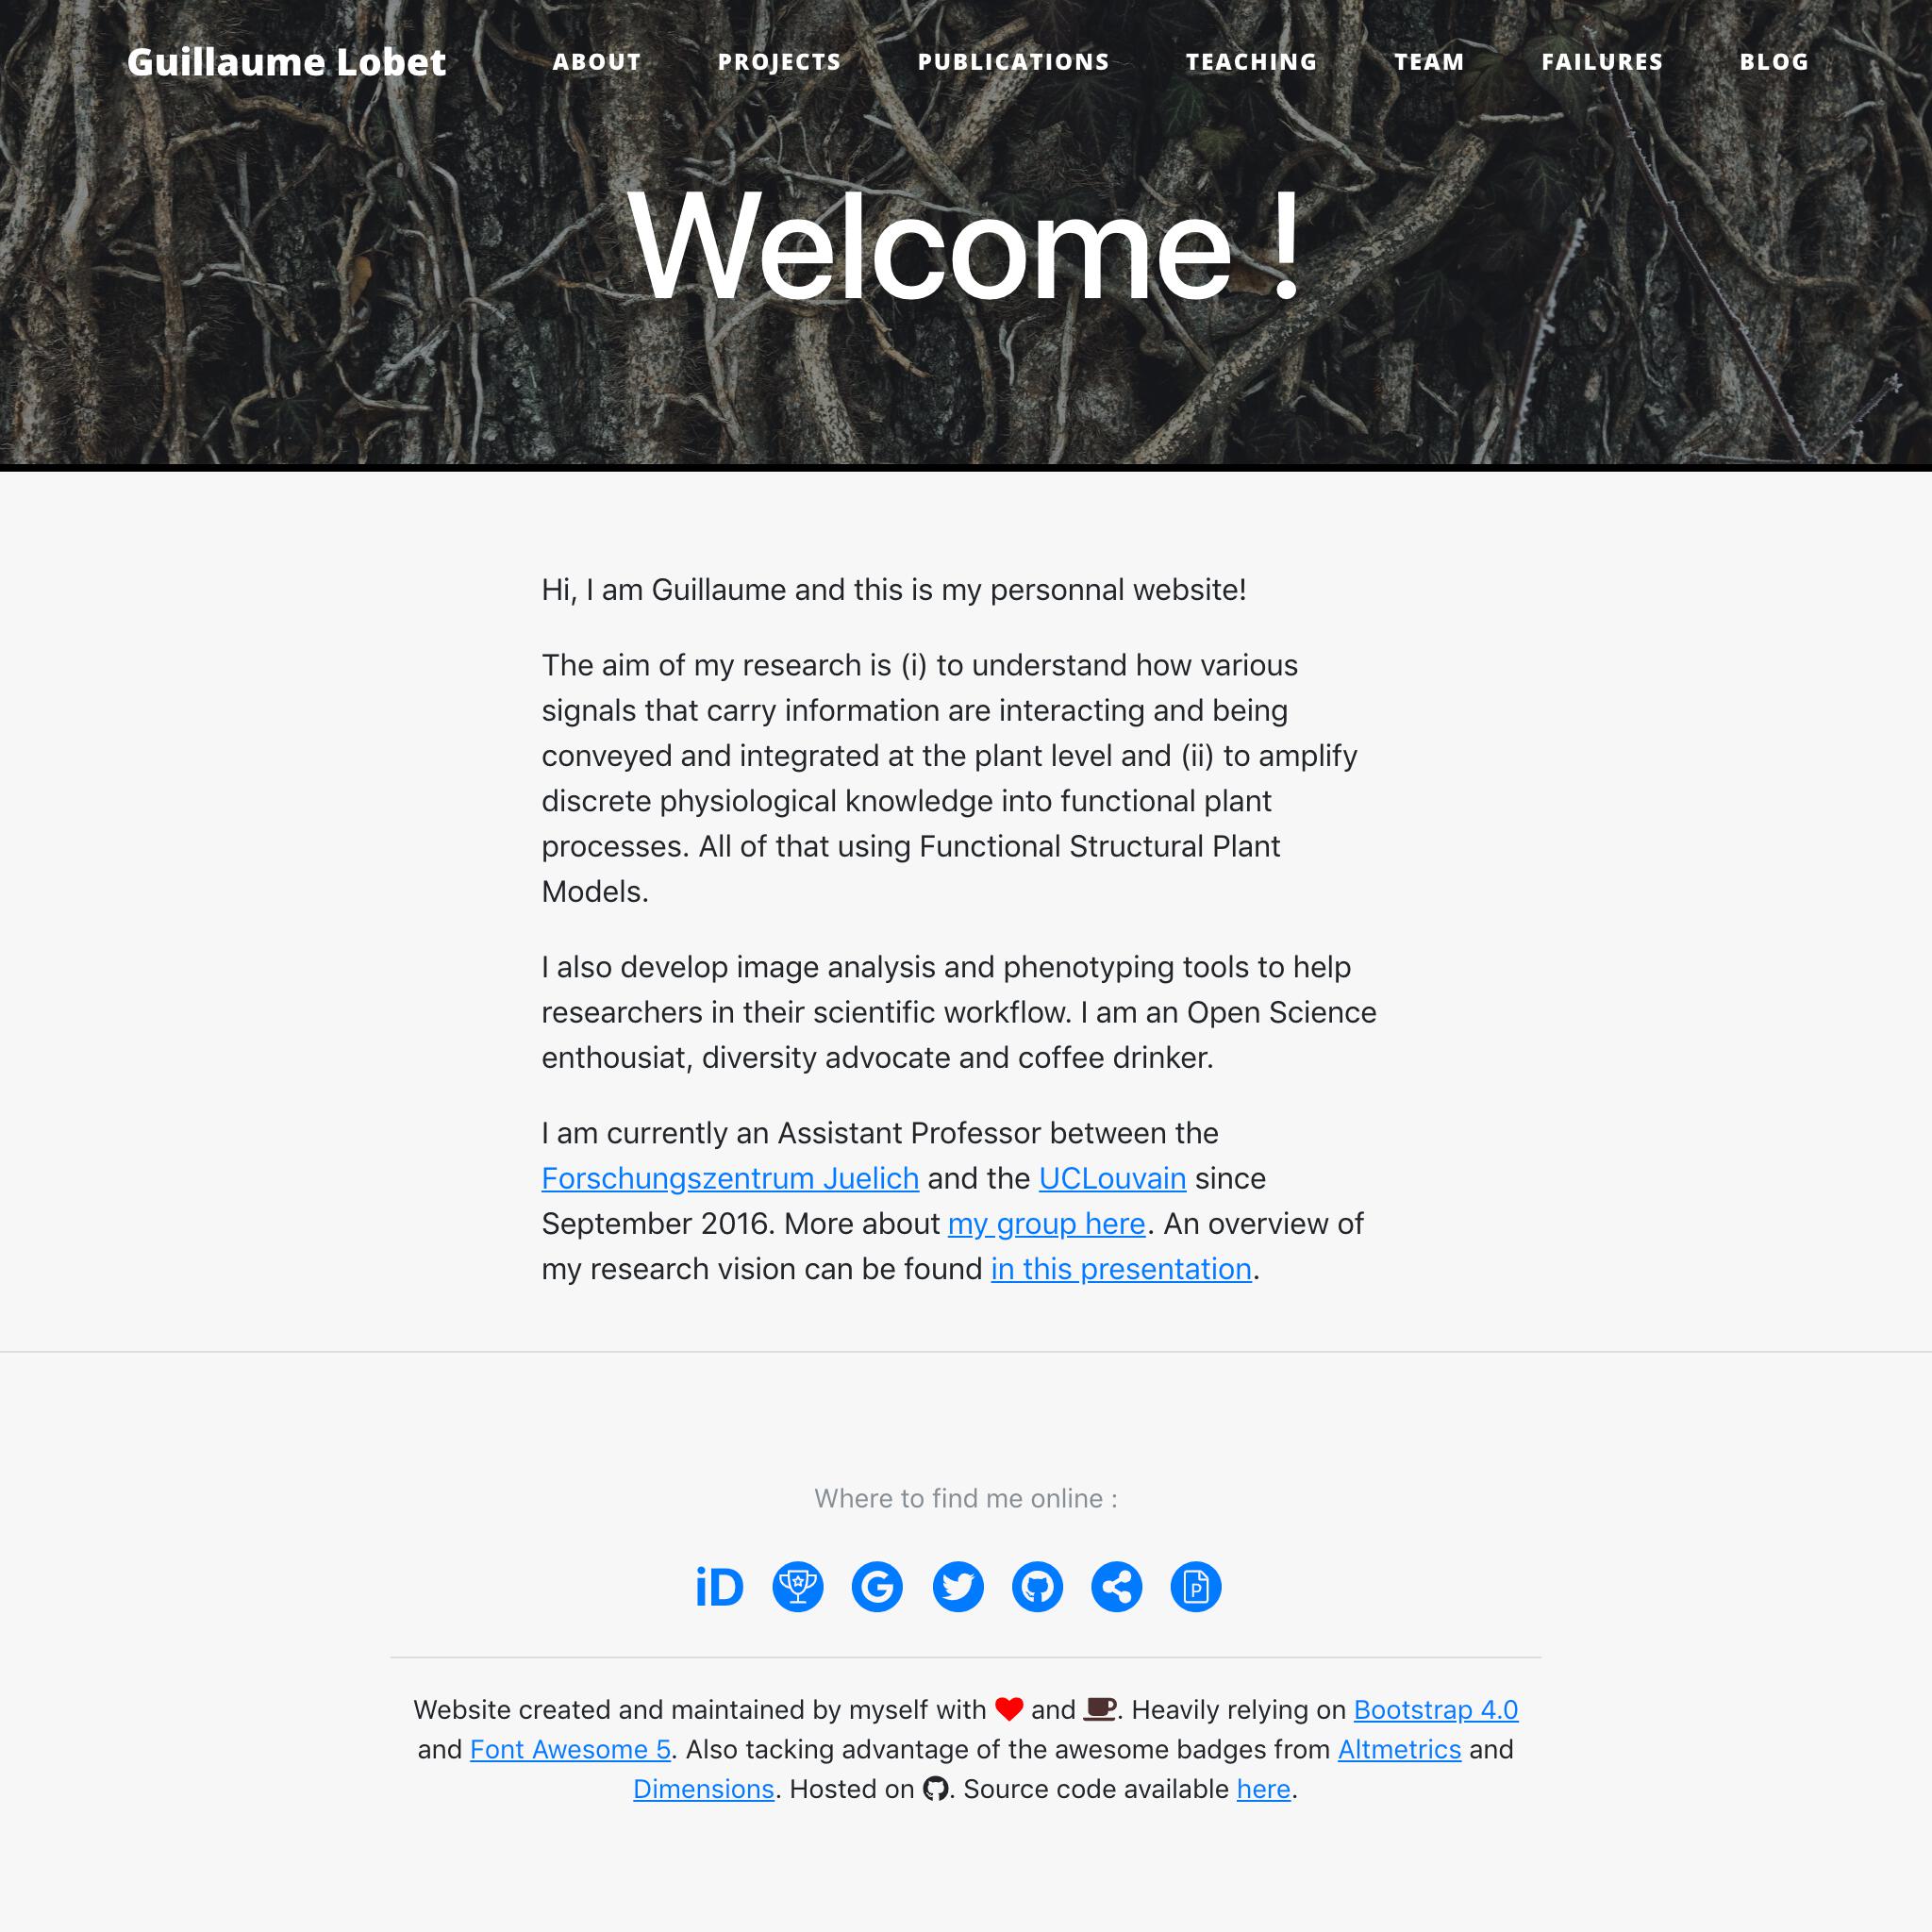 Guillaume Lobet
ABOUT
PROJECTS
PUBLICATIONS
TEACHING
TEAM
FAILURES
BLOG
Welcome !
Hi, I am Guillaume and this is my personnal website!
The aim of my research is (i) to understand how various
signals that carry information are interacting and being
conveyed and integrated at the plant level and (ii) to amplify
discrete physiological knowledge into functional plant
processes. All of that using Functional Structural Plant
Models.
I also develop image analysis and phenotyping tools to help
researchers in their scientific workflow. I am an Open Science
enthousiat, diversity advocate and coffee drinker.
I am currently an Assistant Professor between the
Forschungszentrum Juelich and the UCLouvain since
September 2016. More about my group here. An overview of
my research vision can be found in this presentation.
Where to find me online :
iD
Website created and maintained by myself with and . Heavily relying on Bootstrap 4.0
and Font Awesome 5. Also tacking advantage of the awesome badges from Altmetrics and
Dimensions. Hosted on . Source code available here.